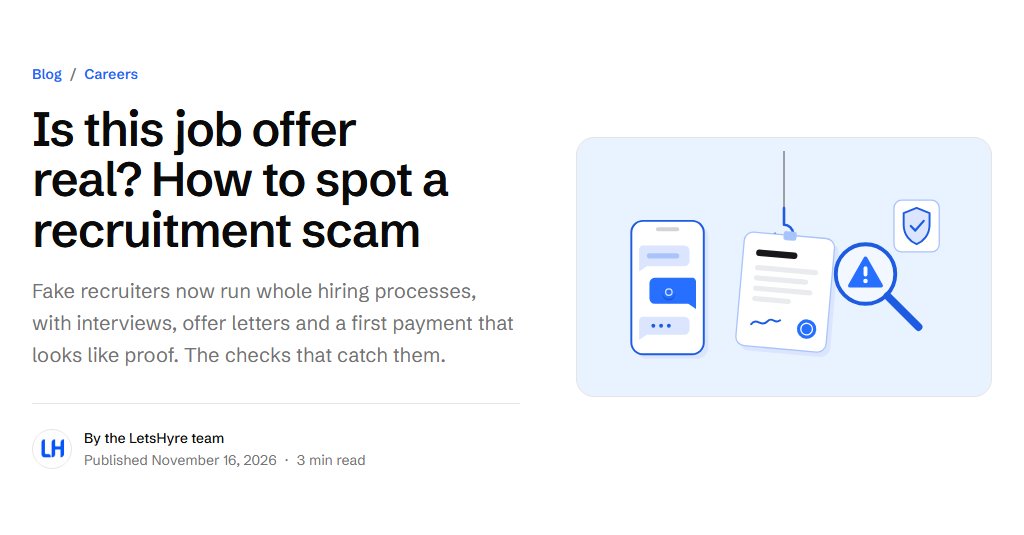 Blog / Careers
Is this job offer
real? How to spot a
recruitment scam
Fake recruiters now run whole hiring processes,
with interviews, offer letters and a first payment that
looks like proof. The checks that catch them.
LH
By the LetsHyre team
Published November 16, 2026 · 3 min read